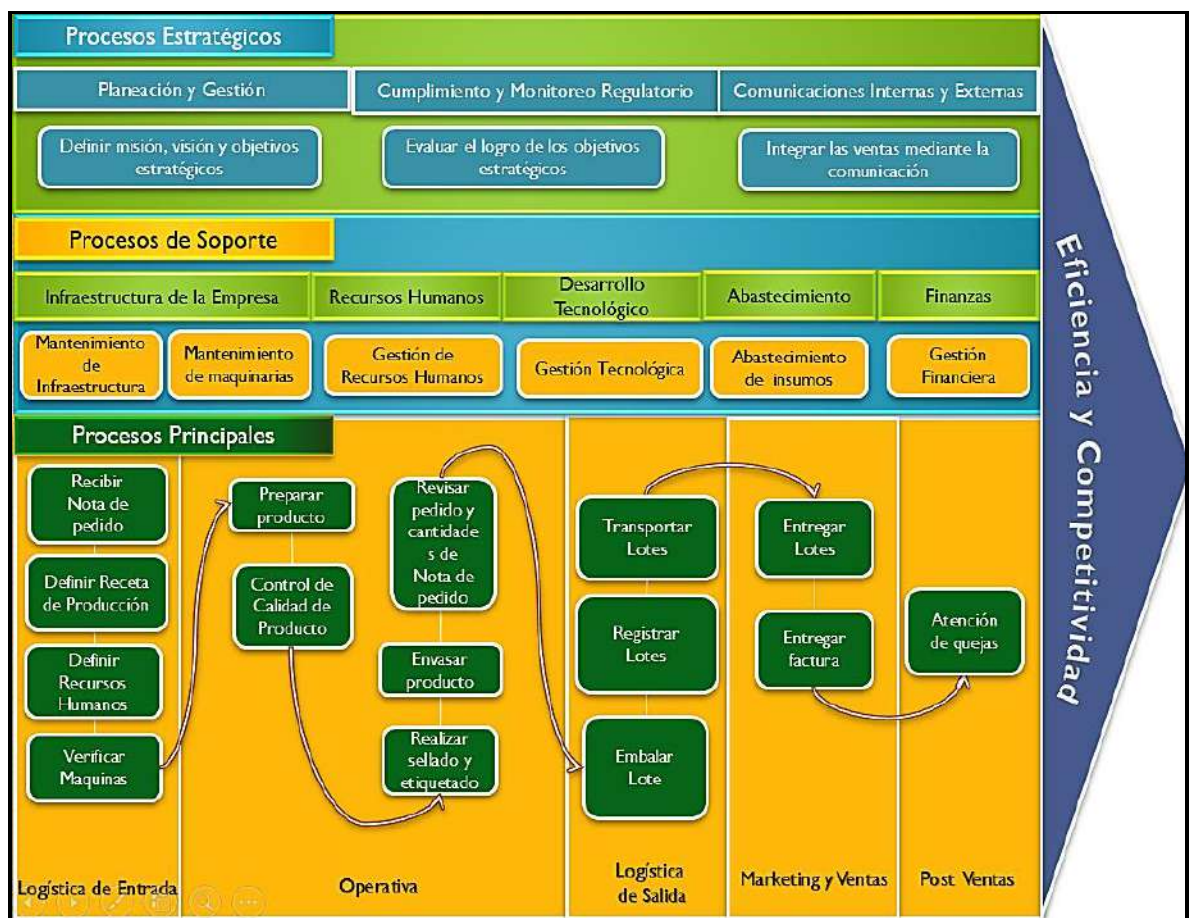 Procesos Estratégicos
Planeación y Gestión
Cumplimiento y Monitoreo Regulatorio
Comunicaciones Internas y Externas
Definir misión, visión y objetivos
estratégicos
Evaluar el logro de los objetivos
estratégicos
Integrar las ventas mediante la
comunicación
Procesos de Soporte
Infraestructura de la Empresa
Recursos Humanos
Desarrollo
Tecnológico
Abastecimiento
Finanzas
Mantenimiento
de
Infraestructura
Mantenimiento
de maquinarias
Gestión de
Recursos Humanos
Gestión Tecnológica
Abastecimiento
de insumos
Gestión
Financiera
Procesos Principales
Recibir
Nota de
pedido
Definir Receta
de Producción
Definir
Recursos
Humanos
Verificar
Maquinas
Preparar
producto
Control de
Calidad de
Producto
Revisar
pedido y
cantidade
s de
Nota de
pedido
Envasar
producto
Realizar
sellado y
etiquetado
Transportar
Lotes
Registrar
Lotes
Embalar
Lote
Entregar
Lotes
Entregar
factura
Atención
de quejas
Logística de Entrada
Operativa
Logística
de Salida
Marketing y Ventas
Post Ventas
Eficiencia y Competitividad